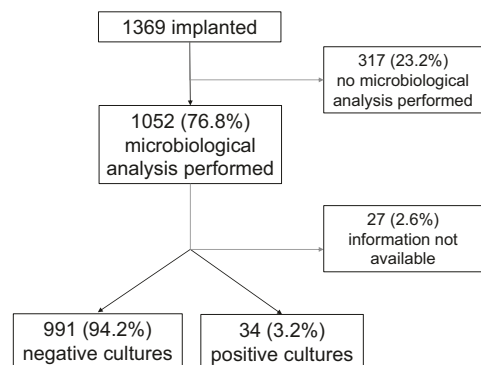 1369 implanted
317 (23.2%)
no microbiological
analysis performed
1052 (76.8%)
microbiological
analysis performed
27 (2.6%)
information not
available
991 (94.2%)
negative cultures
34 (3.2%)
positive cultures